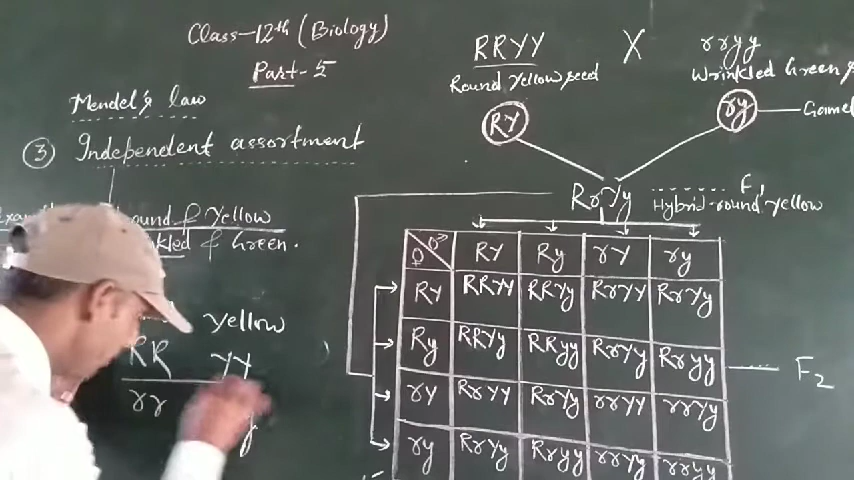 Class-12th (Biology)
Part-5
Mendel's law
③ Independent assortment
Round & Yellow
& Green.
Yellow
RR YY
rr
RRYY X rryy
Round Yellow seed Wrinkled Green
RY ry Gamet
RrYy F1
Hybrid-round yellow
♀ ♂ RY Ry rY ry
RY RRYY RRYy RrYY RrYy
Ry RRYy RRyy RrYy Rryy
F2
rY RrYY RrYy rrYY rrYy
ry RrYy Rryy rrYy rryy